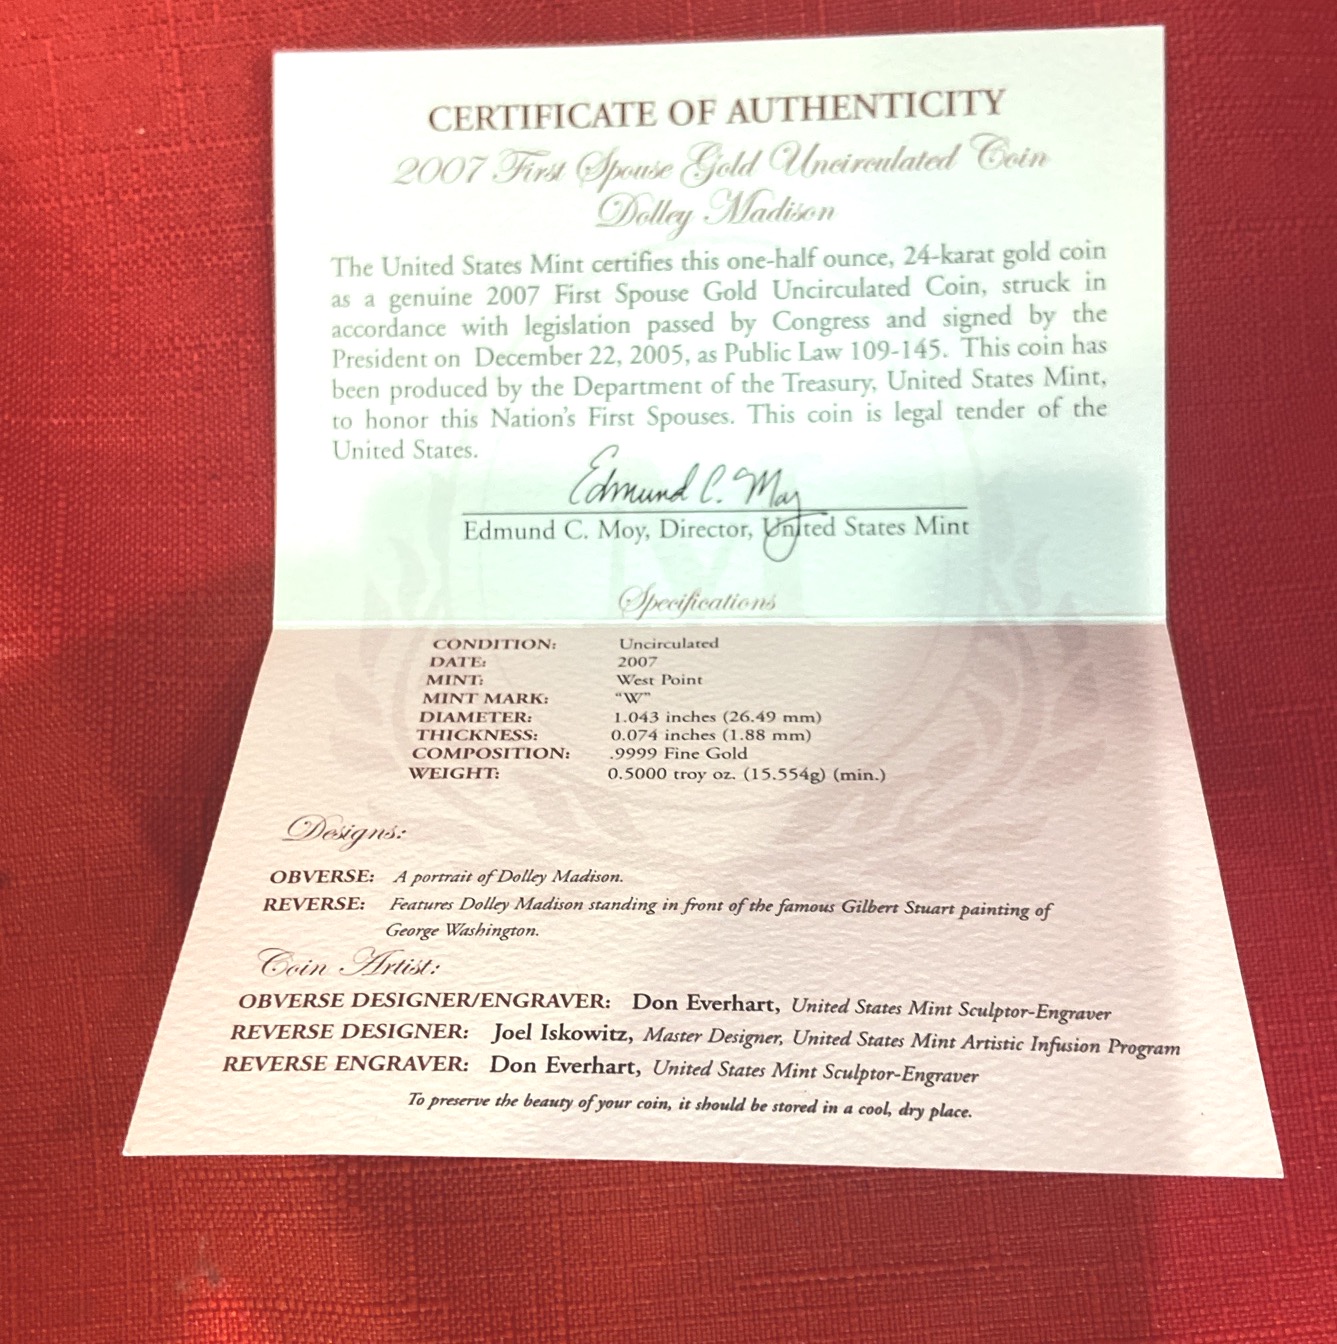 CERTIFICATE OF AUTHENTICITY
2007 First Spouse Gold Uncirculated Coin
Dolley Madison
The United States Mint certifies this one-half ounce, 24-karat gold coin
as a genuine 2007 First Spouse Gold Uncirculated Coin, struck in
accordance with legislation passed by Congress and signed by the
President on December 22, 2005, as Public Law 109-145. This coin has
been produced by the Department of the Treasury, United States Mint,
to honor this Nation's First Spouses. This coin is legal tender of the
United States.
Edmund C. Moy
Edmund C. Moy, Director, United States Mint
Specifications
CONDITION: Uncirculated
DATE: 2007
MINT: West Point
MINT MARK: "W"
DIAMETER: 1.043 inches (26.49 mm)
THICKNESS: 0.074 inches (1.88 mm)
COMPOSITION: .9999 Fine Gold
WEIGHT: 0.5000 troy oz. (15.554g) (min.)
Designs:
OBVERSE: A portrait of Dolley Madison.
REVERSE: Features Dolley Madison standing in front of the famous Gilbert Stuart painting of
George Washington.
Coin Artist:
OBVERSE DESIGNER/ENGRAVER: Don Everhart, United States Mint Sculptor-Engraver
REVERSE DESIGNER: Joel Iskowitz, Master Designer, United States Mint Artistic Infusion Program
REVERSE ENGRAVER: Don Everhart, United States Mint Sculptor-Engraver
To preserve the beauty of your coin, it should be stored in a cool, dry place.